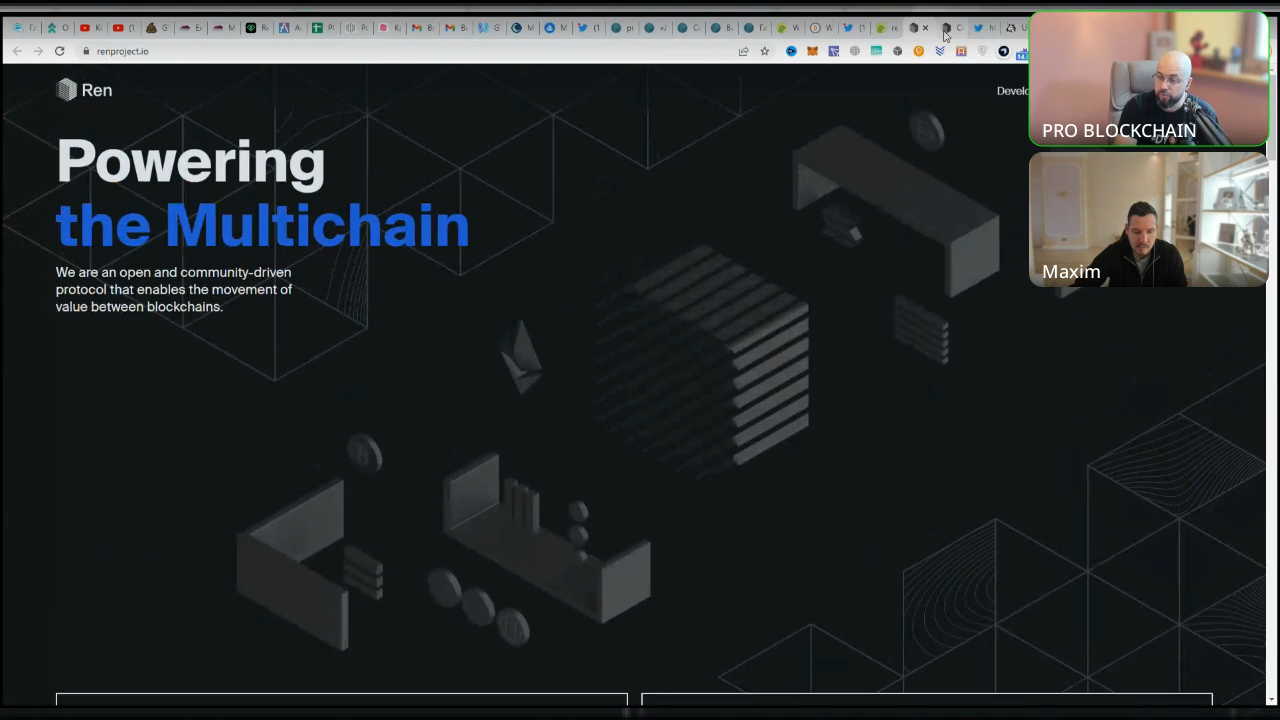 renproject.io
Ren
Powering
the Multichain
We are an open and community-driven
protocol that enables the movement of
value between blockchains.
PRO BLOCKCHAIN
Maxim